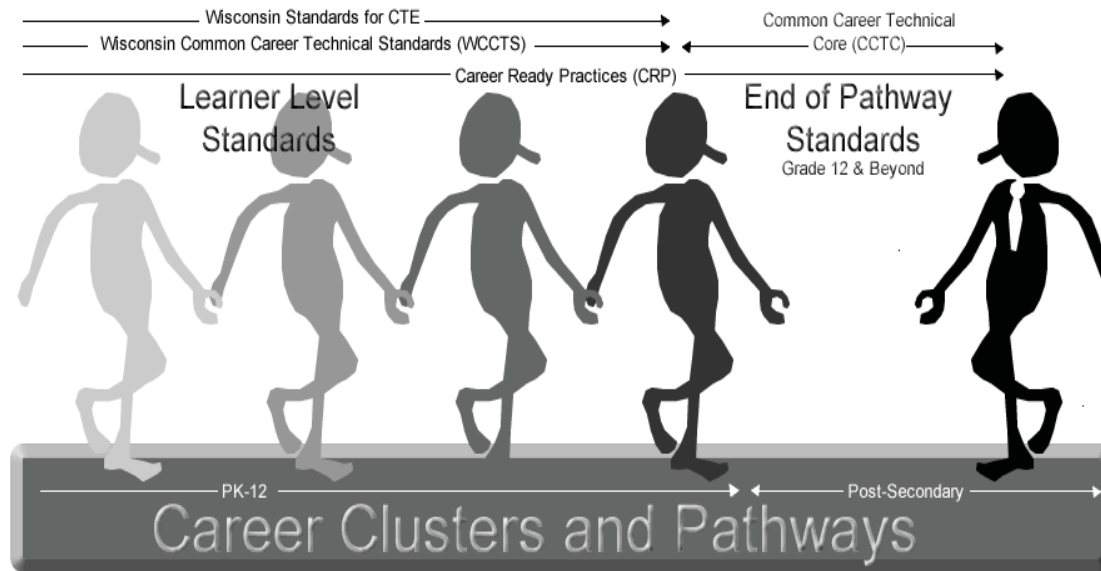 Wisconsin Standards for CTE
Wisconsin Common Career Technical Standards (WCCTS)
Common Career Technical
Core (CCTC)
Career Ready Practices (CRP)
Learner Level
Standards
End of Pathway
Standards
Grade 12 & Beyond
PK-12
Post-Secondary
Career Clusters and Pathways